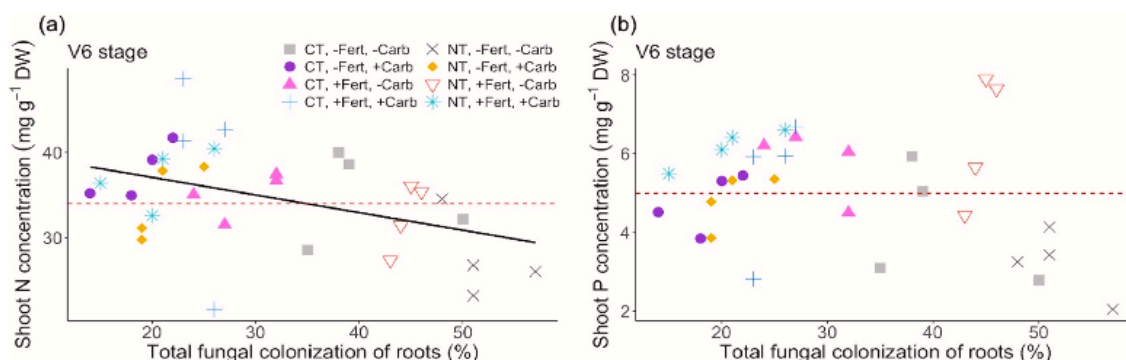 (a)
V6 stage
CT, -Fert, -Carb
NT, -Fert, -Carb
CT, -Fert, +Carb
NT, -Fert, +Carb
CT, +Fert, -Carb
NT, +Fert, -Carb
CT, +Fert, +Carb
NT, +Fert, +Carb
Shoot N concentration (mg g⁻¹ DW)
40
30
20
30
40
50
Total fungal colonization of roots (%)
(b)
V6 stage
Shoot P concentration (mg g⁻¹ DW)
8
6
4
2
20
30
40
50
Total fungal colonization of roots (%)